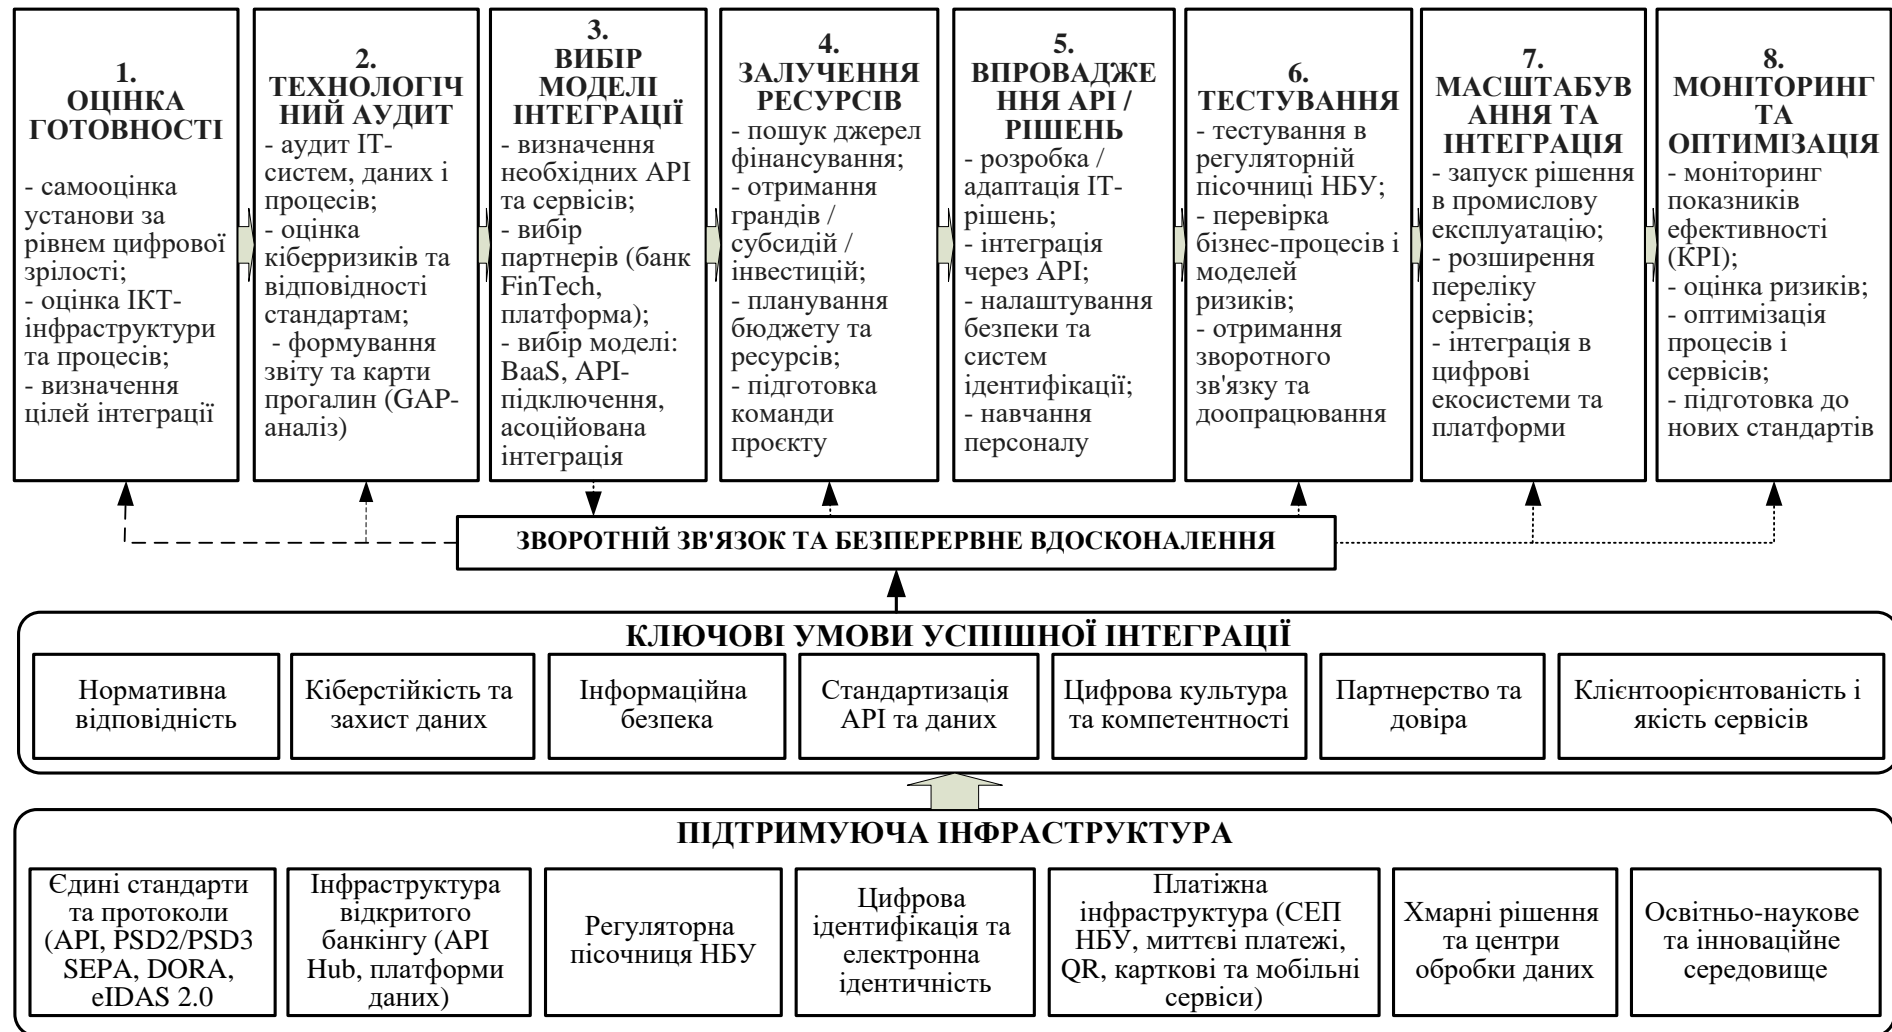 1.
ОЦІНКА
ГОТОВНОСТІ
- самооцінка
установи за
рівнем цифрової
зрілості;
- оцінка ІКТ-
інфраструктури
та процесів;
- визначення
цілей інтеграції
2.
ТЕХНОЛОГІЧ
НИЙ АУДИТ
- аудит ІТ-
систем, даних і
процесів;
- оцінка
кіберризиків та
відповідності
стандартам;
- формування
звіту та карти
прогалин (GAP-
аналіз)
3.
ВИБІР
МОДЕЛІ
ІНТЕГРАЦІЇ
- визначення
необхідних API
та сервісів;
- вибір
партнерів (банк
FinTech,
платформа);
- вибір моделі:
BaaS, API-
підключення,
асоційована
інтеграція
4.
ЗАЛУЧЕННЯ
РЕСУРСІВ
- пошук джерел
фінансування;
- отримання
грандів /
субсидій /
інвестицій;
- планування
бюджету та
ресурсів;
- підготовка
команди
проєкту
5.
ВПРОВАДЖЕ
ННЯ АРІ /
РІШЕНЬ
- розробка /
адаптація ІТ-
рішень;
- інтеграція
через АРІ;
- налаштування
безпеки та
систем
ідентифікації;
- навчання
персоналу
6.
ТЕСТУВАННЯ
- тестування в
регуляторній
пісочниці НБУ;
- перевірка
бізнес-процесів і
моделей
ризиків;
- отримання
зворотного
зв'язку та
доопрацювання
7.
МАСШТАБУВ
АННЯ ТА
ІНТЕГРАЦІЯ
- запуск рішення
в промислову
експлуатацію;
- розширення
переліку
сервісів;
- інтеграція в
цифрові
екосистеми та
платформи
8.
МОНІТОРИНГ
ТА
ОПТИМІЗАЦІЯ
- моніторинг
показників
ефективності
(КРІ);
- оцінка ризиків;
- оптимізація
процесів і
сервісів;
- підготовка до
нових стандартів
ЗВОРОТНІЙ ЗВ'ЯЗОК ТА БЕЗПЕРЕРВНЕ ВДОСКОНАЛЕННЯ
КЛЮЧОВІ УМОВИ УСПІШНОЇ ІНТЕГРАЦІЇ
Нормативна
відповідність
Кіберстійкість та
захист даних
Інформаційна
безпека
Стандартизація
АРІ та даних
Цифрова культура
та компетентності
Партнерство та
довіра
Клієнтоорієнтованість і
якість сервісів
ПІДТРИМУЮЧА ІНФРАСТРУКТУРА
Єдині стандарти
та протоколи
(API, PSD2/PSD3
SEPA, DORA,
eIDAS 2.0
Інфраструктура
відкритого
банкінгу (API
Hub, платформи
даних)
Регуляторна
пісочниця НБУ
Цифрова
ідентифікація та
електронна
ідентичність
Платіжна
інфраструктура (СЕП
НБУ, миттєві платежі,
QR, карткові та мобільні
сервіси)
Хмарні рішення
та центри
обробки даних
Освітньо-наукове
та інноваційне
середовище